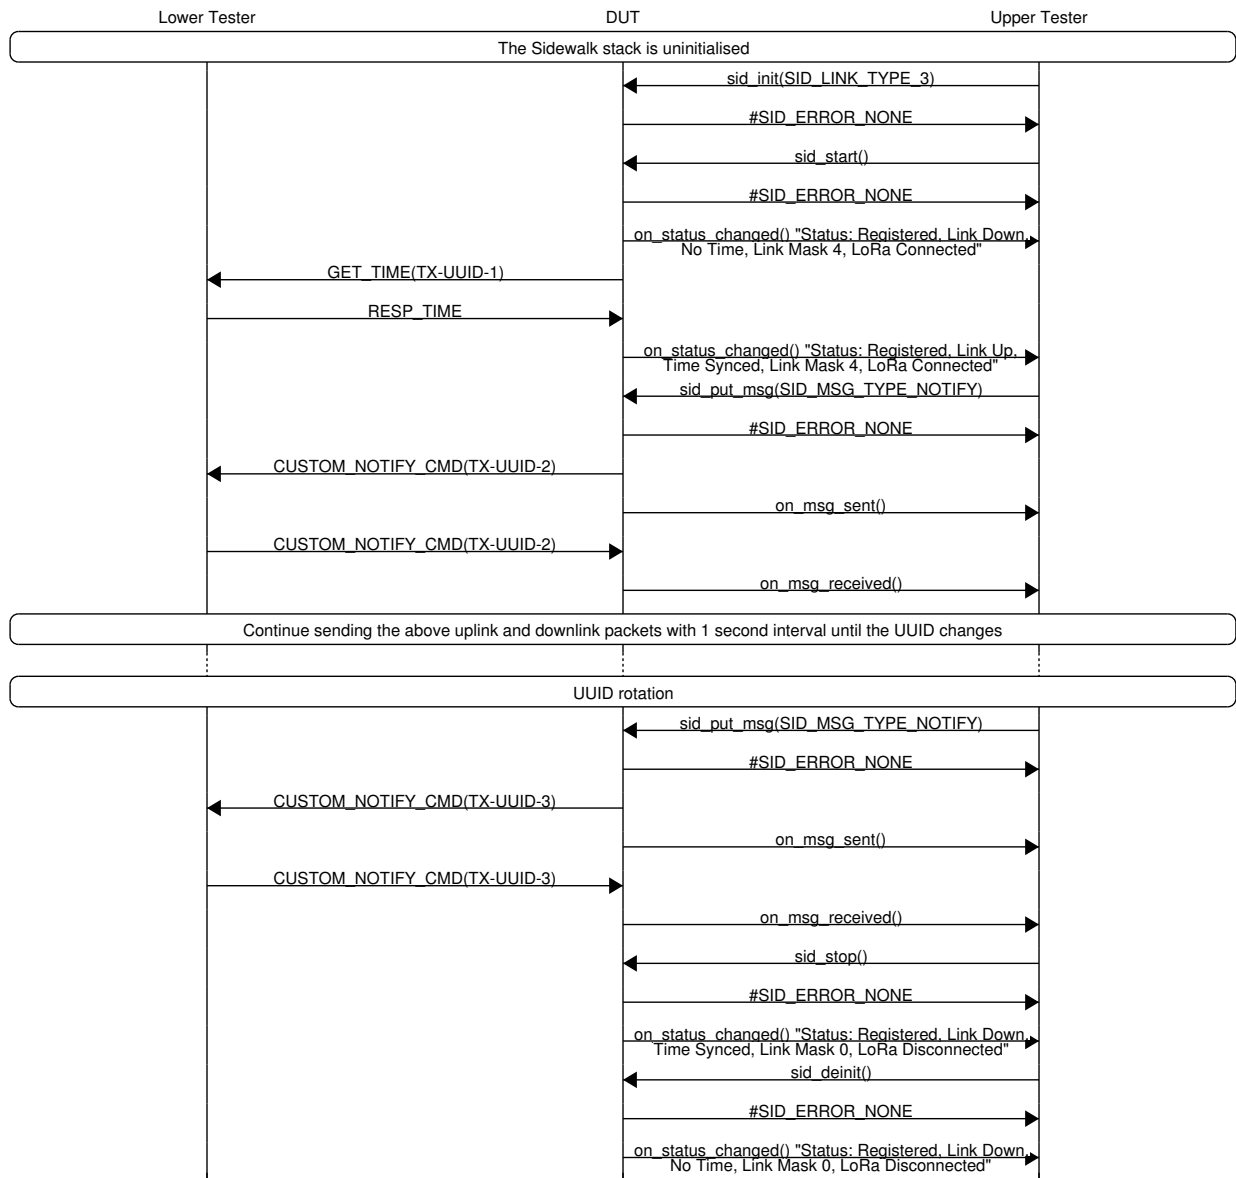 Lower Tester DUT Upper Tester
The Sidewalk stack is uninitialised
sid_init(SID_LINK_TYPE_3)
#SID_ERROR_NONE
sid_start()
#SID_ERROR_NONE
on_status_changed() "Status: Registered, Link Down,
No Time, Link Mask 4, LoRa Connected"
GET_TIME(TX-UUID-1)
RESP_TIME
on_status_changed() "Status: Registered, Link Up,
Time Synced, Link Mask 4, LoRa Connected"
sid_put_msg(SID_MSG_TYPE_NOTIFY)
#SID_ERROR_NONE
CUSTOM_NOTIFY_CMD(TX-UUID-2)
on_msg_sent()
CUSTOM_NOTIFY_CMD(TX-UUID-2)
on_msg_received()
Continue sending the above uplink and downlink packets with 1 second interval until the UUID changes
UUID rotation
sid_put_msg(SID_MSG_TYPE_NOTIFY)
#SID_ERROR_NONE
CUSTOM_NOTIFY_CMD(TX-UUID-3)
on_msg_sent()
CUSTOM_NOTIFY_CMD(TX-UUID-3)
on_msg_received()
sid_stop()
#SID_ERROR_NONE
on_status_changed() "Status: Registered, Link Down,
Time Synced, Link Mask 0, LoRa Disconnected"
sid_deinit()
#SID_ERROR_NONE
on_status_changed() "Status: Registered, Link Down,
No Time, Link Mask 0, LoRa Disconnected"